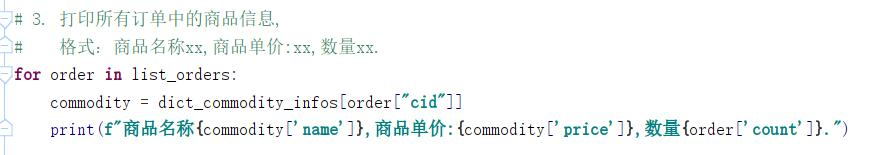 # 3. 打印所有订单中的商品信息,
#    格式：商品名称xx,商品单价:xx,数量xx.
for order in list_orders:
    commodity = dict_commodity_infos[order["cid"]]
    print(f"商品名称{commodity['name']},商品单价:{commodity['price']},数量{order['count']}.")